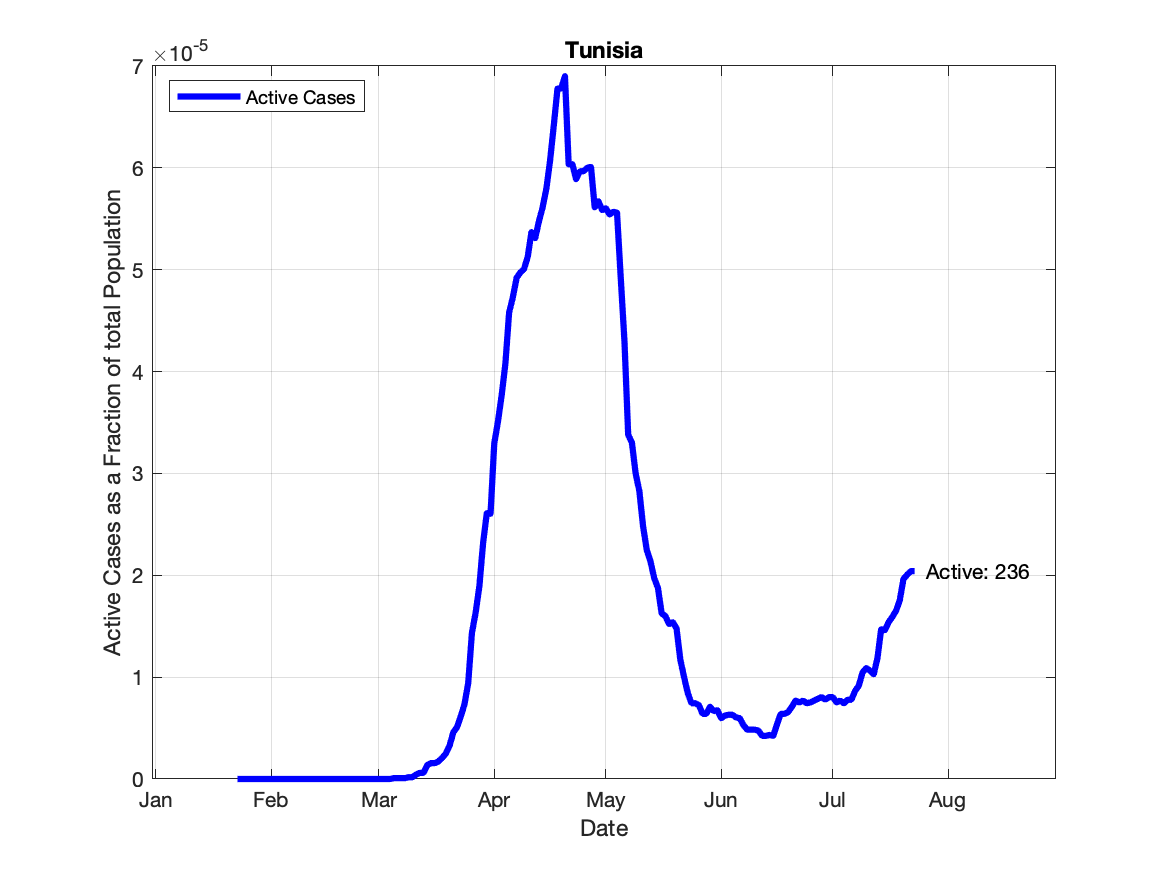 Tunisia
×10⁻⁵
Active Cases
7
6
5
4
3
2
1
0
Active Cases as a Fraction of total Population
Active: 236
Jan Feb Mar Apr May Jun Jul Aug
Date